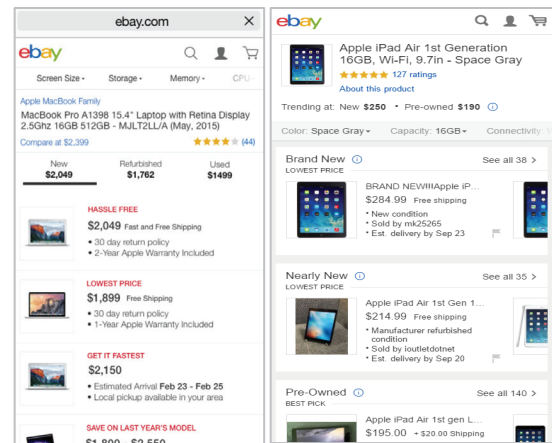 ebay.com
ebay
Screen Size
Storage
Memory
CPU
Apple MacBook Family
MacBook Pro A1398 15.4" Laptop with Retina Display
2.5Ghz 16GB 512GB - MJLT2LL/A (May, 2015)
Compare at $2,399
(44)
New
Refurbished
Used
$2,049
$1,762
$1499
HASSLE FREE
$2,049 Fast and Free Shipping
• 30 day return policy
• 2-Year Apple Warranty Included
LOWEST PRICE
$1,899 Free Shipping
• 30 day return policy
• 1-Year Apple Warranty Included
GET IT FASTEST
$2,150
• Estimated Arrival Feb 23 - Feb 25
• Local pickup available in your area
SAVE ON LAST YEAR'S MODEL
$1,800 - $2,550
ebay
Apple iPad Air 1st Generation
16GB, Wi-Fi, 9.7in - Space
Gray
127 ratings
About this product
Trending at: New $250 • Pre-owned $190
Color: Space Gray
Capacity: 16GB
Connectivity: W
Brand New
See all 38
LOWEST PRICE
BRAND NEW!!!Apple iP...
$284.99 Free shipping
• New condition
• Sold by mk25265
• Est. delivery by Sep 23
Nearly New
See all 35
LOWEST PRICE
Apple iPad Air 1st Gen 1...
$214.99 Free shipping
• Manufacturer refurbished
condition
• Sold by ioutletdotnet
• Est. delivery by Sep 20
Pre-Owned
See all 140
BEST PICK
Apple iPad Air 1st gen L...
$195.00 + $20.00 Shipping